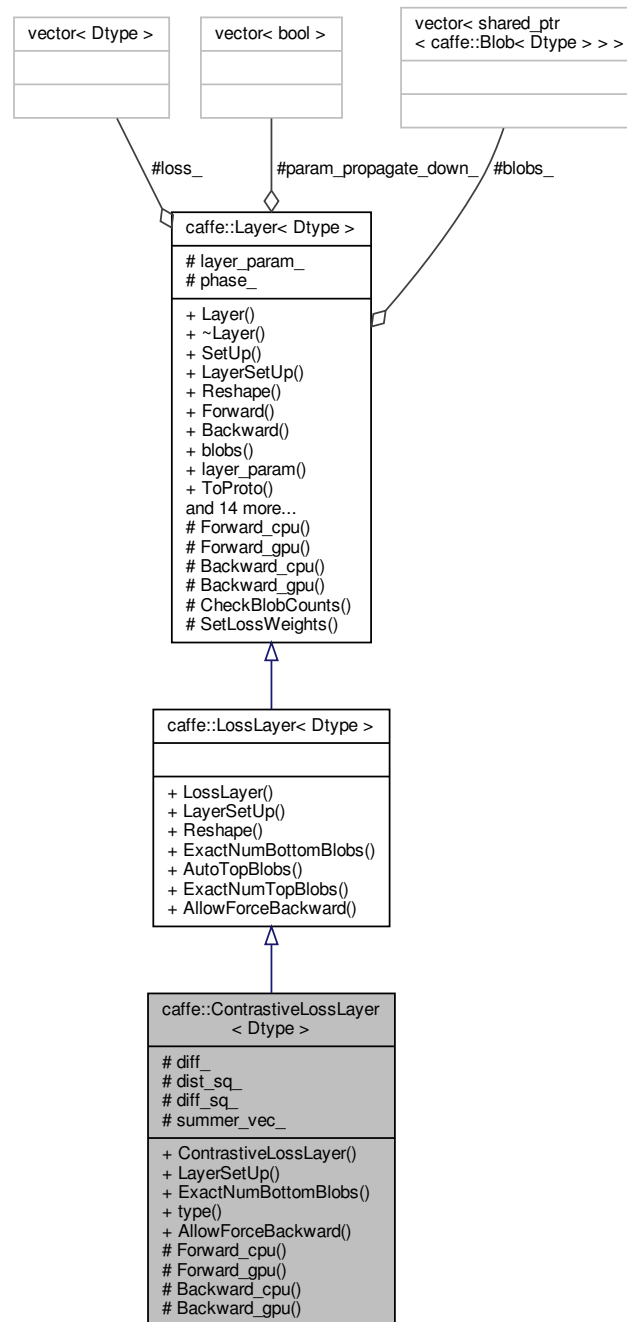 vector< Dtype >
vector< bool >
vector< shared_ptr
< caffe::Blob< Dtype > > >
#loss_
#param_propagate_down_
#blobs_
caffe::Layer< Dtype >
# layer_param_
# phase_
+ Layer()
+ ~Layer()
+ SetUp()
+ LayerSetUp()
+ Reshape()
+ Forward()
+ Backward()
+ blobs()
+ layer_param()
+ ToProto()
and 14 more...
# Forward_cpu()
# Forward_gpu()
# Backward_cpu()
# Backward_gpu()
# CheckBlobCounts()
# SetLossWeights()
caffe::LossLayer< Dtype >
+ LossLayer()
+ LayerSetUp()
+ Reshape()
+ ExactNumBottomBlobs()
+ AutoTopBlobs()
+ ExactNumTopBlobs()
+ AllowForceBackward()
caffe::ContrastiveLossLayer
< Dtype >
# diff_
# dist_sq_
# diff_sq_
# summer_vec_
+ ContrastiveLossLayer()
+ LayerSetUp()
+ ExactNumBottomBlobs()
+ type()
+ AllowForceBackward()
# Forward_cpu()
# Forward_gpu()
# Backward_cpu()
# Backward_gpu()